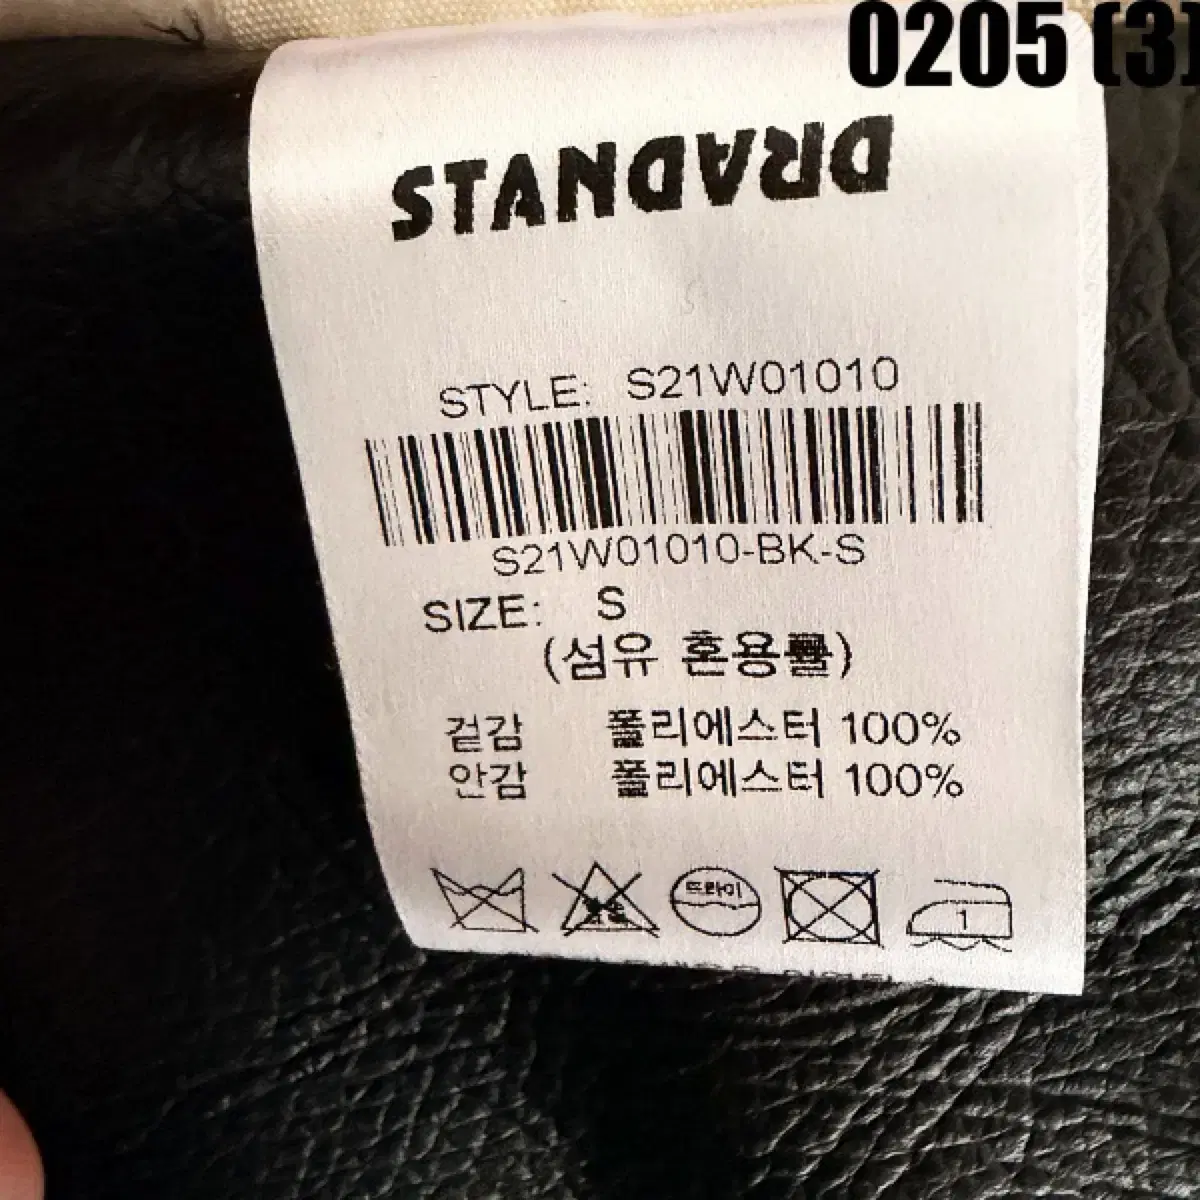 0205 (3)
STANDVRAD
STYLE: S21W01010
S21W01010-BK-S
SIZE: S
(섬유 혼용률)
겉감 폴리에스터 100%
안감 폴리에스터 100%
드라이
1